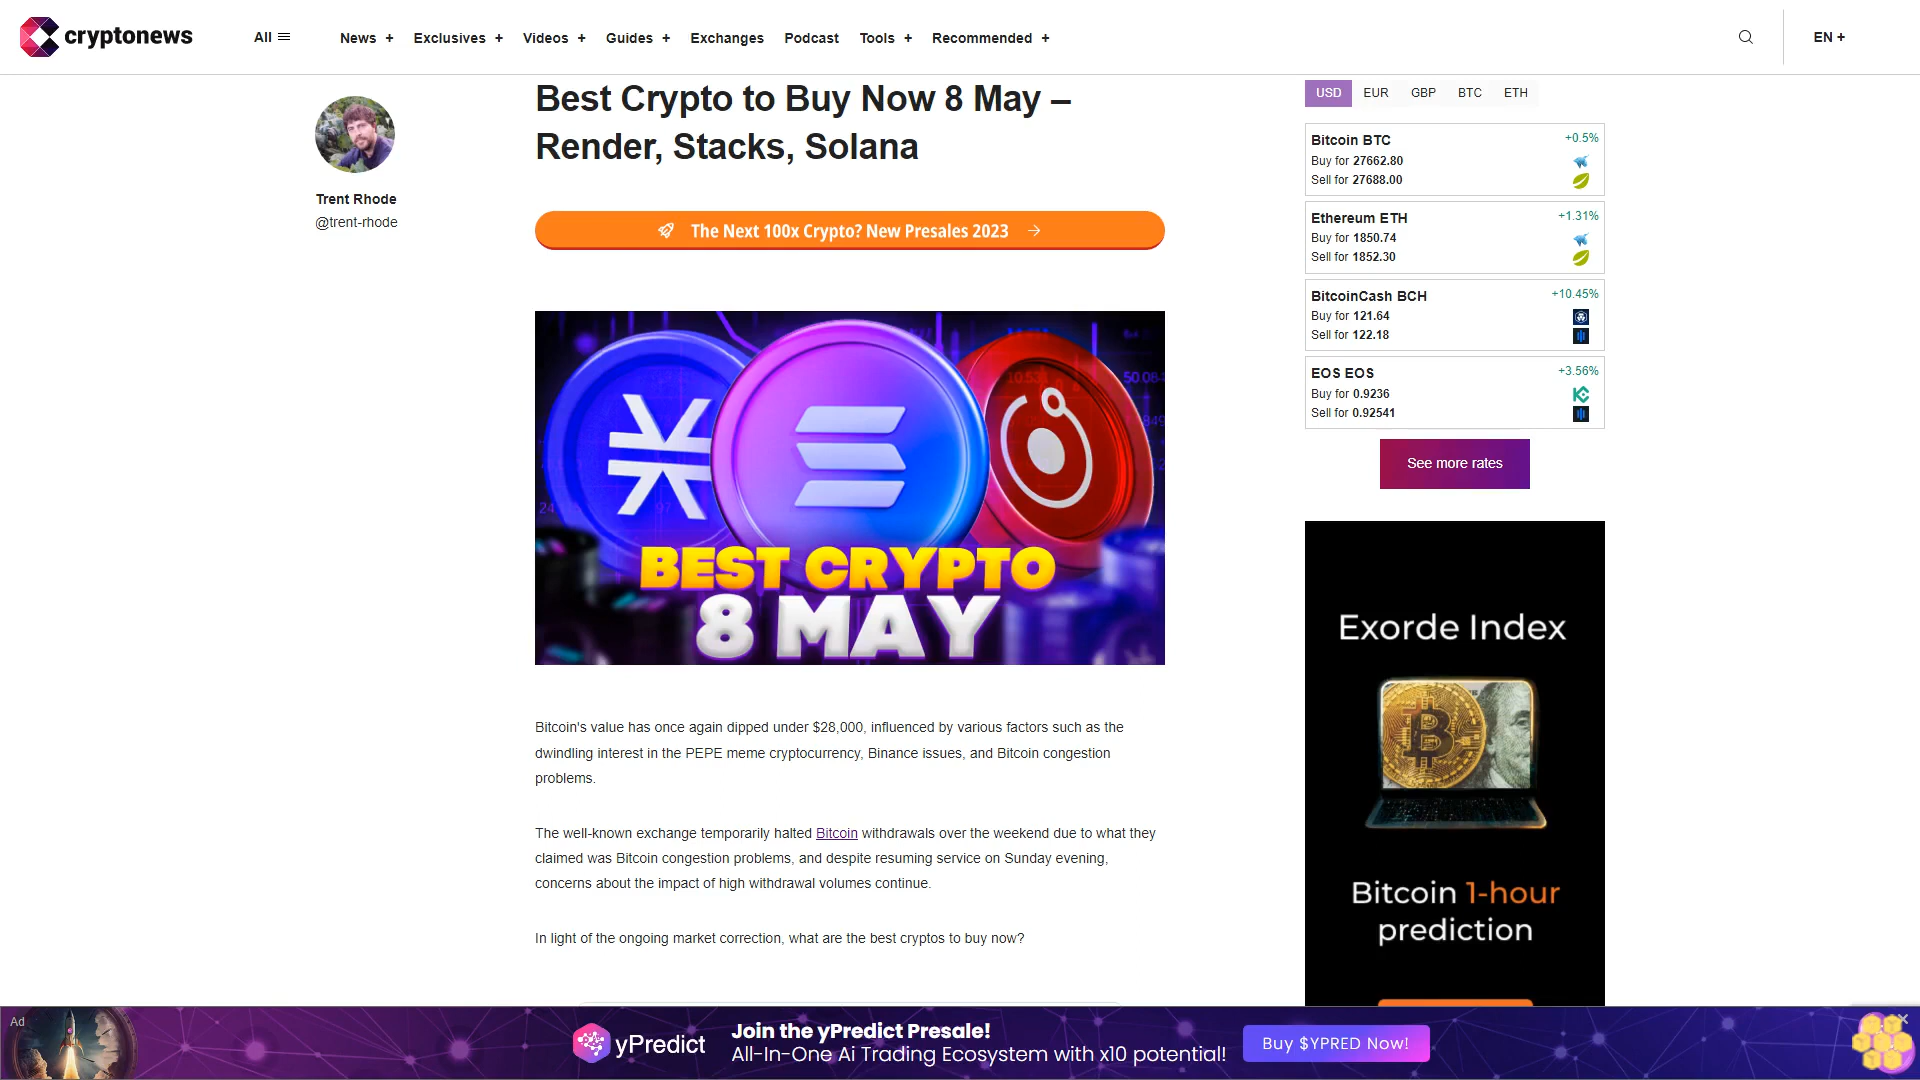 cryptonews
All
News +
Exclusives +
Videos +
Guides +
Exchanges
Podcast
Tools +
Recommended +
EN +
Trent Rhode
@trent-rhode
Best Crypto to Buy Now 8 May –
Render, Stacks, Solana
The Next 100x Crypto? New Presales 2023
BEST CRYPTO
8 MAY
Bitcoin's value has once again dipped under $28,000, influenced by various factors such as the
dwindling interest in the PEPE meme cryptocurrency, Binance issues, and Bitcoin congestion
problems.
The well-known exchange temporarily halted Bitcoin withdrawals over the weekend due to what they
claimed was Bitcoin congestion problems, and despite resuming service on Sunday evening,
concerns about the impact of high withdrawal volumes continue.
In light of the ongoing market correction, what are the best cryptos to buy now?
USD EUR GBP BTC ETH
Bitcoin BTC +0.5%
Buy for 27662.80
Sell for 27688.00
Ethereum ETH +1.31%
Buy for 1850.74
Sell for 1852.30
BitcoinCash BCH +10.45%
Buy for 121.64
Sell for 122.18
EOS EOS +3.56%
Buy for 0.9236
Sell for 0.92541
See more rates
Exorde Index
Bitcoin 1-hour
prediction
Ad
yPredict
Join the yPredict Presale!
All-In-One Ai Trading Ecosystem with x10 potential!
Buy $YPRED Now!